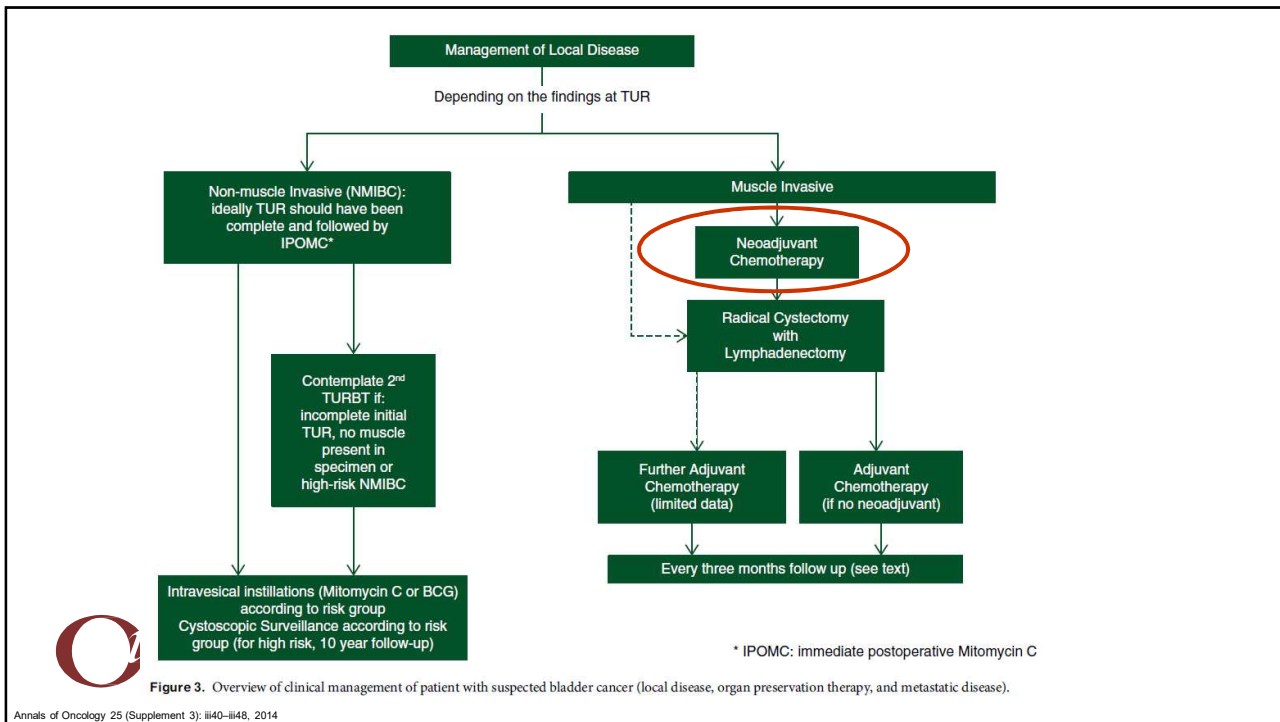 Management of Local Disease
Depending on the findings at TUR
Non-muscle Invasive (NMIBC):
ideally TUR should have been
complete and followed by
IPOMC*
Contemplate 2nd
TURBT if:
incomplete initial
TUR, no muscle
present in
specimen or
high-risk NMIBC
Intravesical instillations (Mitomycin C or BCG)
according to risk group
Cystoscopic Surveillance according to risk
group (for high risk, 10 year follow-up)
Muscle Invasive
Neoadjuvant
Chemotherapy
Radical Cystectomy
with
Lymphadenectomy
Further Adjuvant
Chemotherapy
(limited data)
Adjuvant
Chemotherapy
(if no neoadjuvant)
Every three months follow up (see text)
* IPOMC: immediate postoperative Mitomycin C
Figure 3. Overview of clinical management of patient with suspected bladder cancer (local disease, organ preservation therapy, and metastatic disease).
Annals of Oncology 25 (Supplement 3): iii40–iii48, 2014